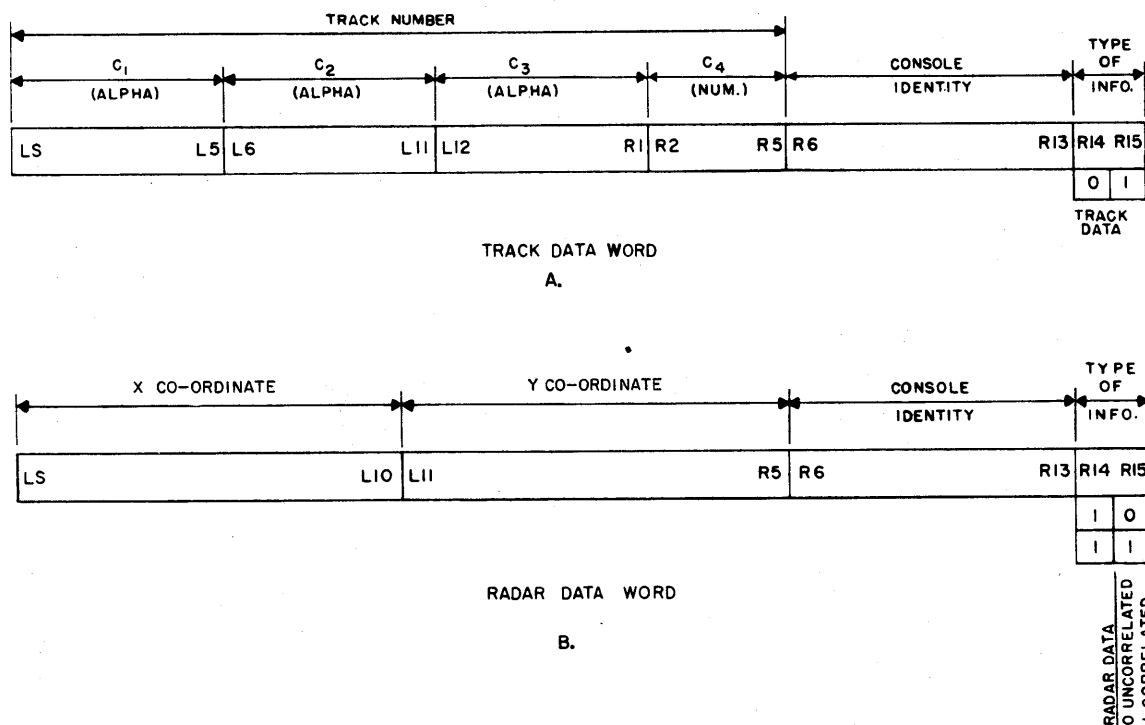 TRACK NUMBER
C1 C2 C3 C4 CONSOLE TYPE OF
(ALPHA) (ALPHA) (ALPHA) (NUM.) IDENTITY INFO.
LS L5 L6 L11 L12 R1 R2 R5 R6 R13 R14 R15
0 1
TRACK DATA
TRACK DATA WORD
A.
X CO-ORDINATE Y CO-ORDINATE CONSOLE IDENTITY TYPE OF INFO.
LS L10 L11 R5 R6 R13 R14 R15
1 0
1 1
RADAR DATA WORD
B.
RADAR DATA
0 UNCORRELATED
CORRELATED